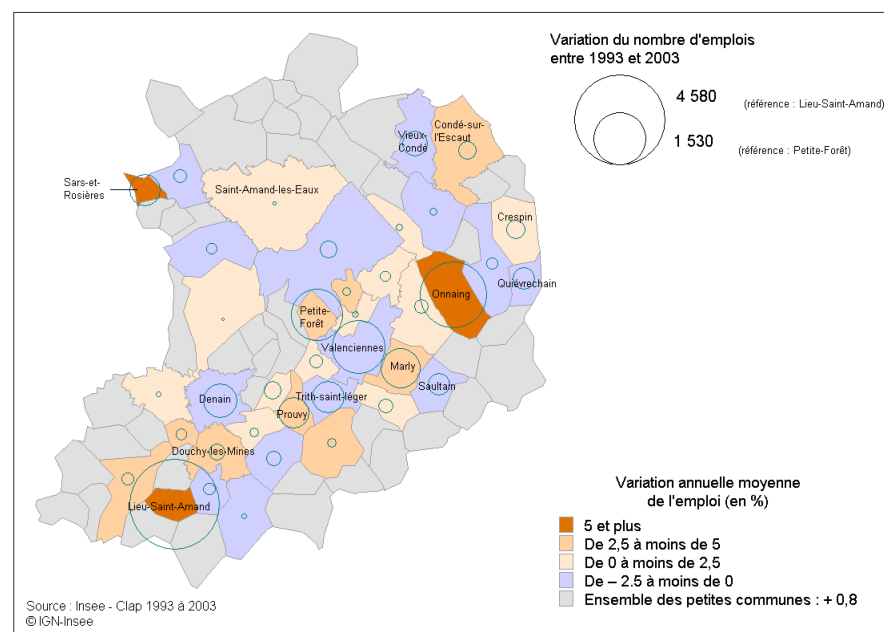 Variation du nombre d'emplois
entre 1993 et 2003
4 580 (référence : Lieu-Saint-Amand)
1 530 (référence : Petite-Forêt)
Condé-sur-
l'Escaut
Vieux-
Condé
Sars-et-
Rosières
Saint-Amand-les-Eaux
Crespin
Onnaing
Quiévrechain
Petite-
Forêt
Valenciennes
Marly
Saultain
Denain
Trith-saint-léger
Prouvy
Douchy-les-Mines
Lieu-Saint-Amand
Variation annuelle moyenne
de l'emploi (en %)
5 et plus
De 2,5 à moins de 5
De 0 à moins de 2,5
De – 2.5 à moins de 0
Ensemble des petites communes : + 0,8
Source : Insee - Clap 1993 à 2003
© IGN-Insee